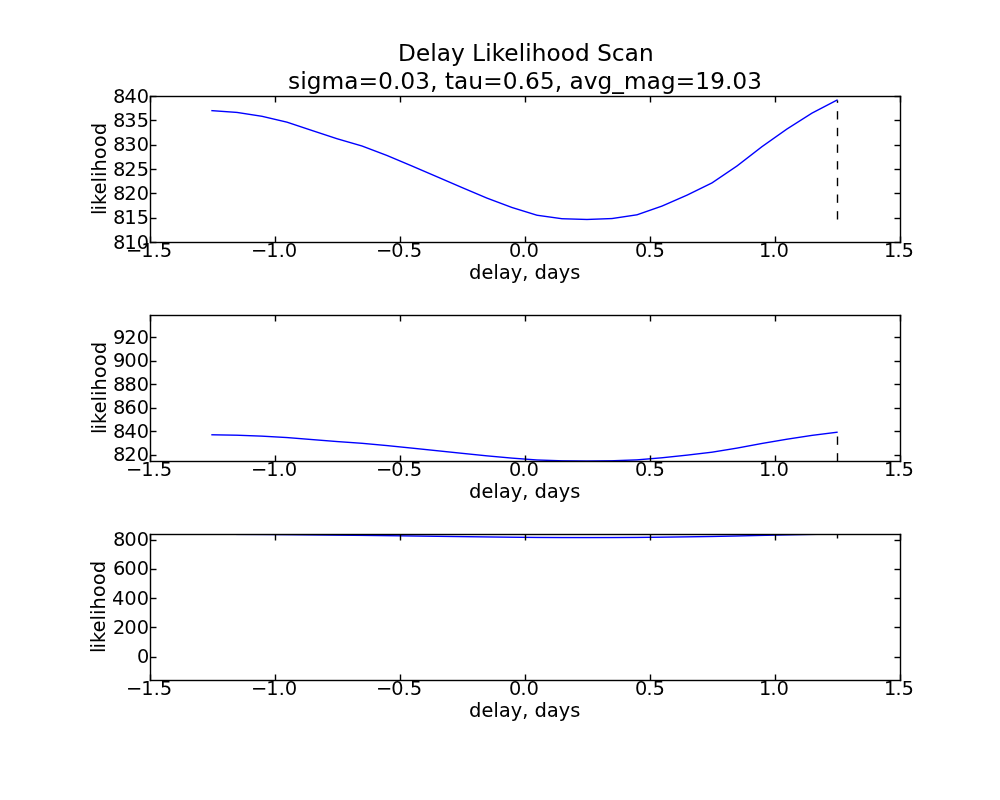 Delay Likelihood Scan
sigma=0.03, tau=0.65, avg_mag=19.03
840
835
830
825
820
815
810
likelihood
−1.5 −1.0 −0.5 0.0 0.5 1.0 1.5
delay, days
920
900
880
860
840
820
likelihood
−1.5 −1.0 −0.5 0.0 0.5 1.0 1.5
delay, days
800
600
400
200
0
likelihood
−1.5 −1.0 −0.5 0.0 0.5 1.0 1.5
delay, days